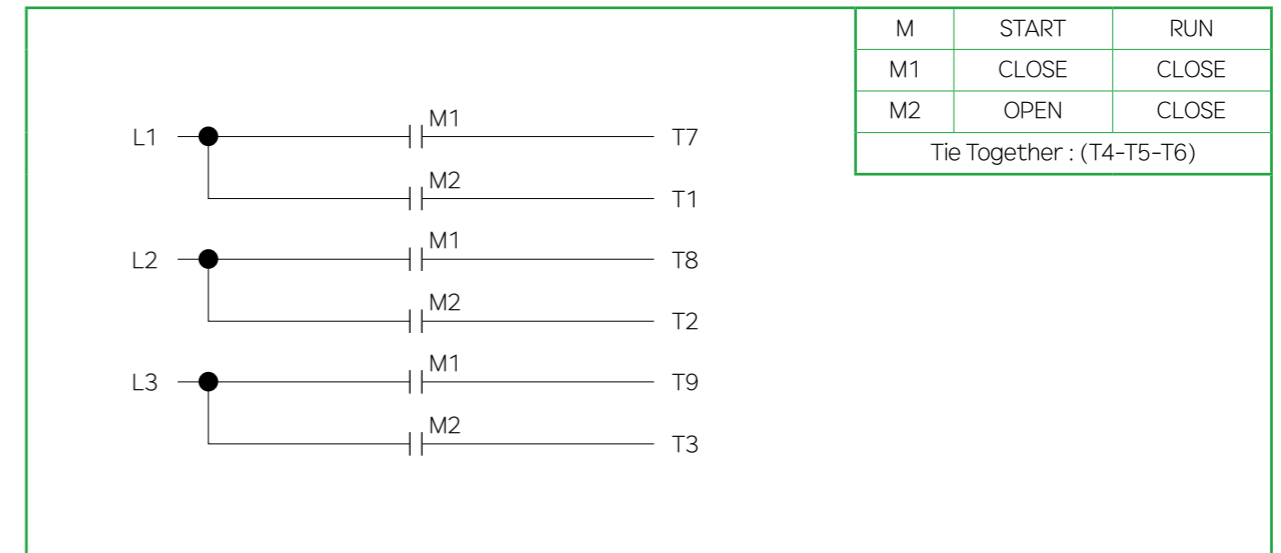 M START RUN
M1 CLOSE CLOSE
M2 OPEN CLOSE
Tie Together : (T4-T5-T6)
L1 M1 T7
M2 T1
L2 M1 T8
M2 T2
L3 M1 T9
M2 T3